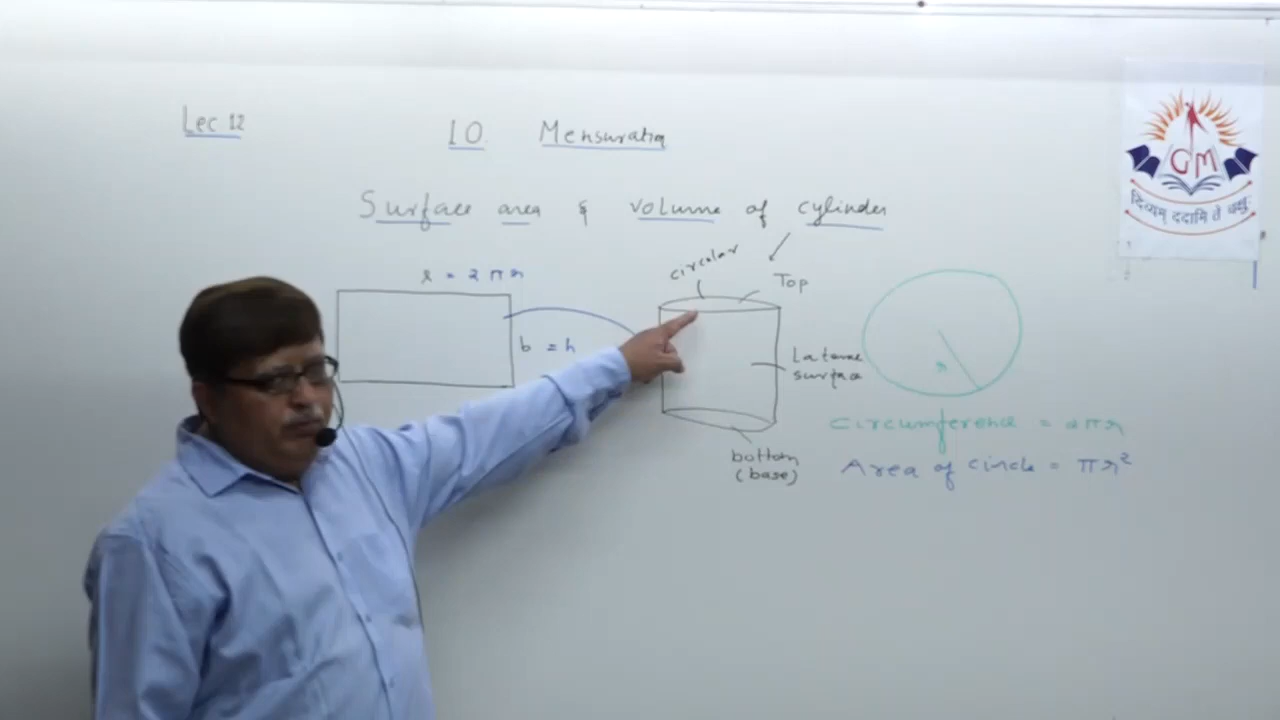 Lec 12
10. Mensuration
Surface area & volume of cylinder
l = 2πr
b = h
circular
Top
Lateral surface
bottom
(base)
r
Circumference = 2πr
Area of circle = πr²
GM
दिव्यम् ददामि ते चक्षुः